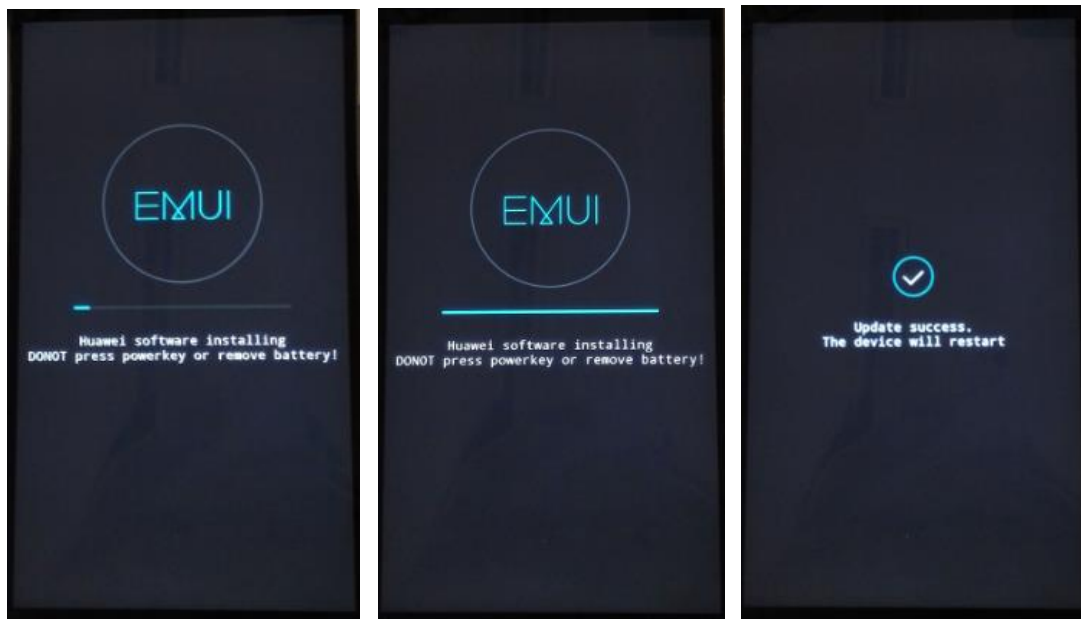 EMUI
Huawei software installing
DONOT press powerkey or remove battery!
EMUI
Huawei software installing
DONOT press powerkey or remove battery!
Update success.
The device will restart